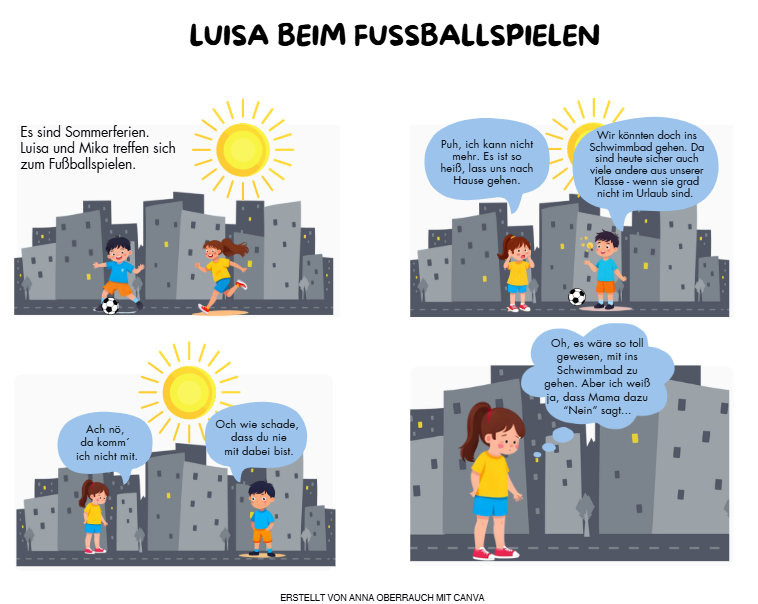 LUISA BEIM FUSSBALLSPIELEN
Es sind Sommerferien.
Luisa und Mika treffen sich
zum Fußballspielen.
Puh, ich kann nicht
mehr. Es ist so
heiß, lass uns nach
Hause gehen.
Wir könnten doch ins
Schwimmbad gehen. Da
sind heute sicher auch
viele andere aus unserer
Klasse - wenn sie grad
nicht im Urlaub sind.
Ach nö,
da komm´
ich nicht mit.
Och wie schade,
dass du nie
mit dabei bist.
Oh, es wäre so toll
gewesen, mit ins
Schwimmbad zu
gehen. Aber ich weiß
ja, dass Mama dazu
“Nein” sagt...
ERSTELLT VON ANNA OBERRAUCH MIT CANVA